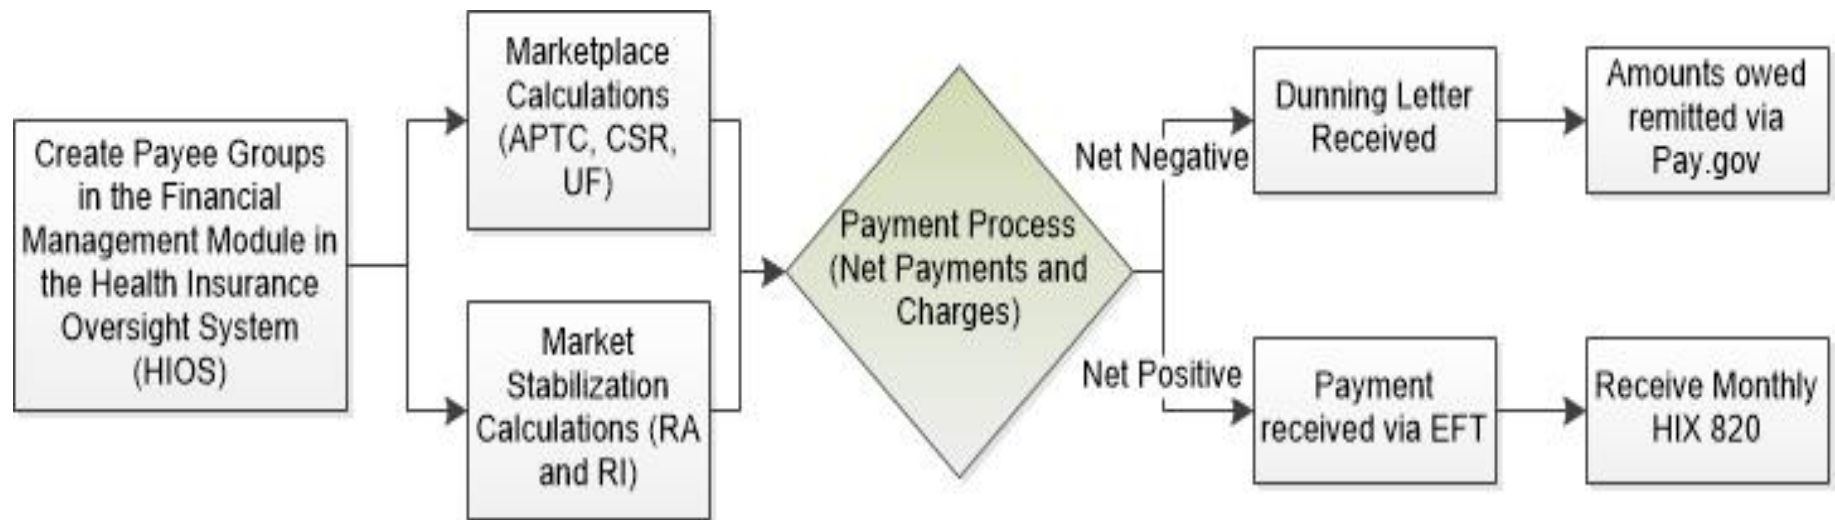 Create Payee Groups
in the Financial
Management Module in
the Health Insurance
Oversight System
(HIOS)
Marketplace
Calculations
(APTC, CSR,
UF)
Market
Stabilization
Calculations (RA
and RI)
Payment Process
(Net Payments and
Charges)
Net Negative
Dunning Letter
Received
Amounts owed
remitted via
Pay.gov
Net Positive
Payment
received via EFT
Receive Monthly
HIX 820